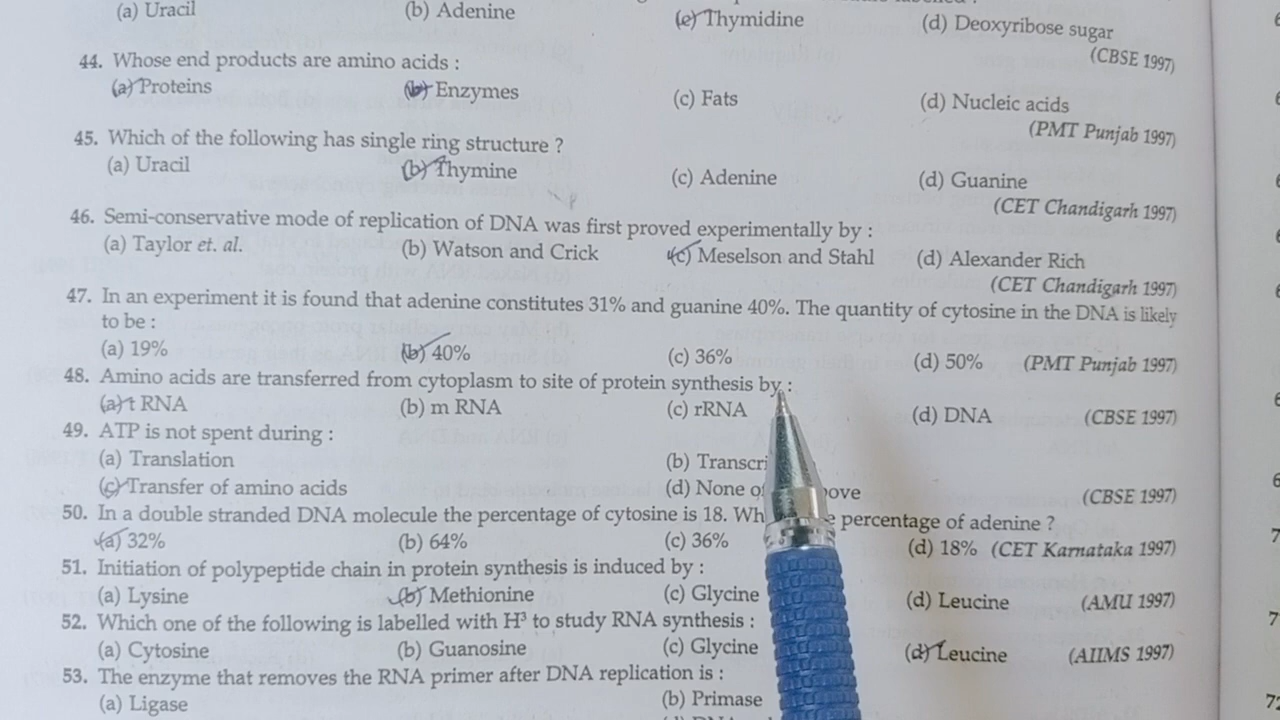 (a) Uracil (b) Adenine (c) Thymidine (d) Deoxyribose sugar
(CBSE 1997)
44. Whose end products are amino acids :
(a) Proteins (b) Enzymes (c) Fats (d) Nucleic acids
(PMT Punjab 1997)
45. Which of the following has single ring structure ?
(a) Uracil (b) Thymine (c) Adenine (d) Guanine
(CET Chandigarh 1997)
46. Semi-conservative mode of replication of DNA was first proved experimentally by :
(a) Taylor et. al. (b) Watson and Crick (c) Meselson and Stahl (d) Alexander Rich
(CET Chandigarh 1997)
47. In an experiment it is found that adenine constitutes 31% and guanine 40%. The quantity of cytosine in the DNA is likely
to be :
(a) 19% (b) 40% (c) 36% (d) 50% (PMT Punjab 1997)
48. Amino acids are transferred from cytoplasm to site of protein synthesis by :
(a) t RNA (b) m RNA (c) rRNA (d) DNA (CBSE 1997)
49. ATP is not spent during :
(a) Translation (b) Transcri
(c) Transfer of amino acids (d) None o ove (CBSE 1997)
50. In a double stranded DNA molecule the percentage of cytosine is 18. Wh percentage of adenine ?
(a) 32% (b) 64% (c) 36% (d) 18% (CET Karnataka 1997)
51. Initiation of polypeptide chain in protein synthesis is induced by :
(a) Lysine (b) Methionine (c) Glycine (d) Leucine (AMU 1997)
52. Which one of the following is labelled with H³ to study RNA synthesis :
(a) Cytosine (b) Guanosine (c) Glycine (d) Leucine (AIIMS 1997)
53. The enzyme that removes the RNA primer after DNA replication is :
(a) Ligase (b) Primase